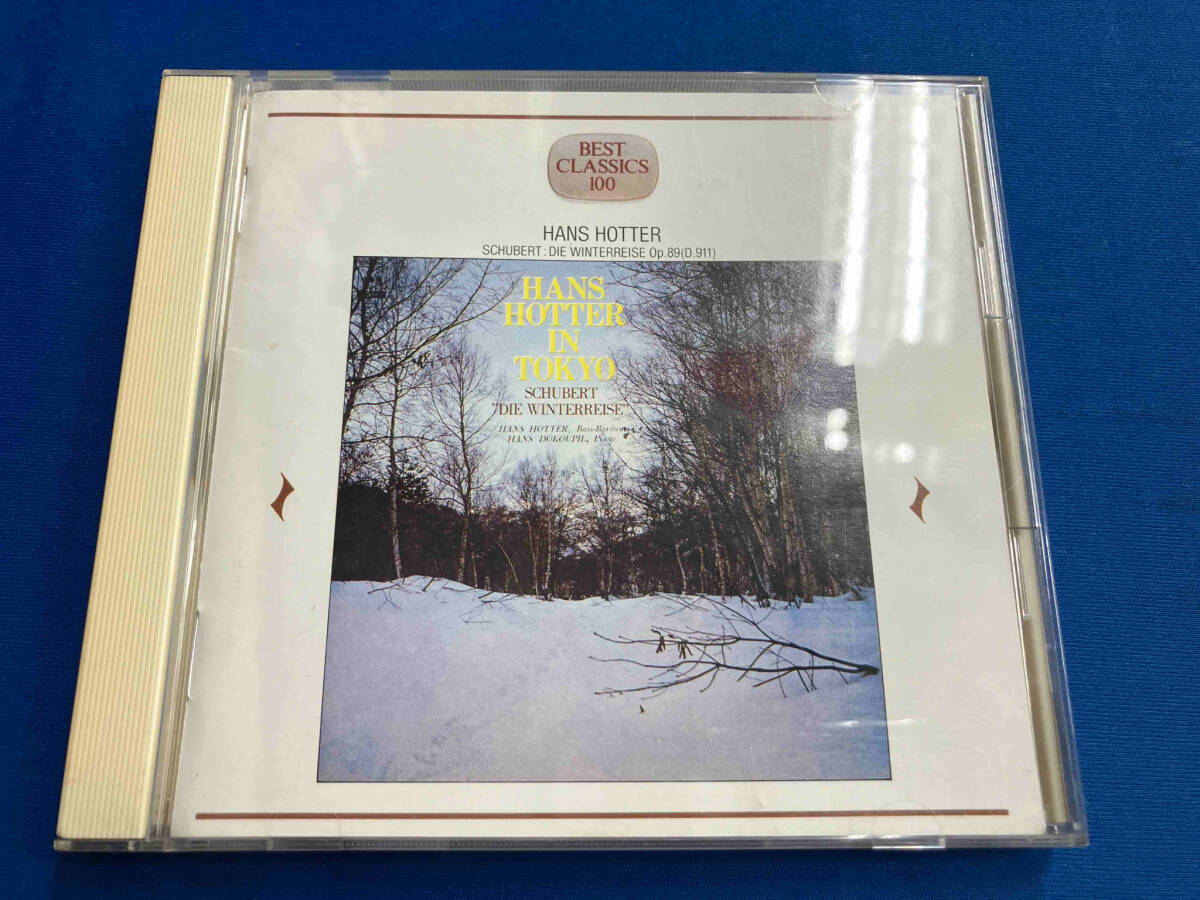 BEST
CLASSICS
100
HANS HOTTER
SCHUBERT : DIE WINTERREISE Op.89(D.911)
HANS
HOTTER
IN
TOKYO
SCHUBERT
"DIE WINTERREISE"
HANS HOTTER, Bass-Baritone
HANS DOKOUPIL, Piano